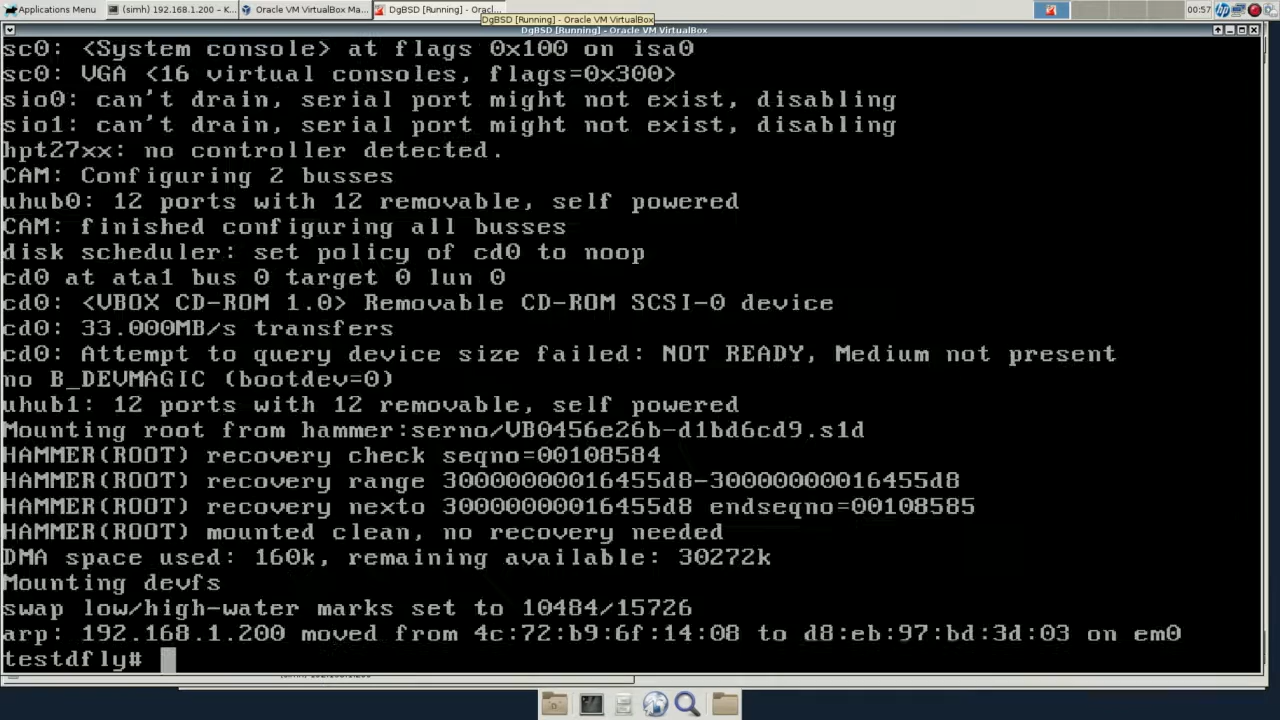 Applications Menu
(simh) 192.168.1.200 - K...
Oracle VM VirtualBox Ma...
DgBSD [Running] - Oracl...
00:57
DgBSD [Running] - Oracle VM VirtualBox
DgBSD [Running] - Oracle VM VirtualBox
sc0: <System console> at flags 0x100 on isa0
sc0: VGA <16 virtual consoles, flags=0x300>
sio0: can't drain, serial port might not exist, disabling
sio1: can't drain, serial port might not exist, disabling
hpt27xx: no controller detected.
CAM: Configuring 2 busses
uhub0: 12 ports with 12 removable, self powered
CAM: finished configuring all busses
disk scheduler: set policy of cd0 to noop
cd0 at ata1 bus 0 target 0 lun 0
cd0: <VBOX CD-ROM 1.0> Removable CD-ROM SCSI-0 device
cd0: 33.000MB/s transfers
cd0: Attempt to query device size failed: NOT READY, Medium not present
no B_DEVMAGIC (bootdev=0)
uhub1: 12 ports with 12 removable, self powered
Mounting root from hammer:serno/VB0456e26b-d1bd6cd9.s1d
HAMMER(ROOT) recovery check seqno=00108584
HAMMER(ROOT) recovery range 30000000016455d8-30000000016455d8
HAMMER(ROOT) recovery nexto 30000000016455d8 endseqno=00108585
HAMMER(ROOT) mounted clean, no recovery needed
DMA space used: 160k, remaining available: 30272k
Mounting devfs
swap low/high-water marks set to 10484/15726
arp: 192.168.1.200 moved from 4c:72:b9:6f:14:08 to d8:eb:97:bd:3d:03 on em0
testdfly#